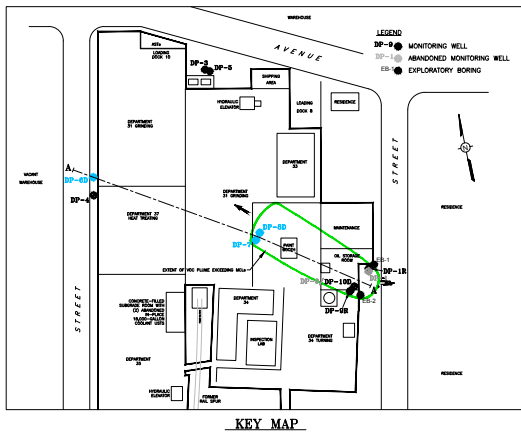 WAREHOUSE
AVENUE
LEGEND
DP-9 MONITORING WELL
DP-1 ABANDONED MONITORING WELL
EB-1 EXPLORATORY BORING
ASTs
LOADING
DOCK 10
DP-3
DP-5
SHIPPING
AREA
HYDRAULIC
ELEVATOR
LOADING
DOCK 9
RESIDENCE
DEPARTMENT
31 GRINDING
DEPARTMENT
33
STREET
N
VACANT
WAREHOUSE
A
DP-6D
DP-4
DEPARTMENT
31 GRINDING
RESIDENCE
DEPARTMENT 37
HEAT TREATING
DP-8D
DP-7
PAINT
BOOTH
MAINTENANCE
EXTENT OF VOC PLUME EXCEEDING MCLs
OIL STORAGE
ROOM
EB-1
DP-1R
DP-10D
A'
EB-2
DP-9R
STREET
CONCRETE-FILLED
SUBGRADE ROOM WITH
(2) ABANDONED
IN-PLACE
COOLANT USTS
DEPARTMENT
34
INSPECTION
LAB
DEPARTMENT
34 TURNING
DEPARTMENT
HYDRAULIC
ELEVATOR
FORMER
RAIL SPUR
RESIDENCE
KEY MAP